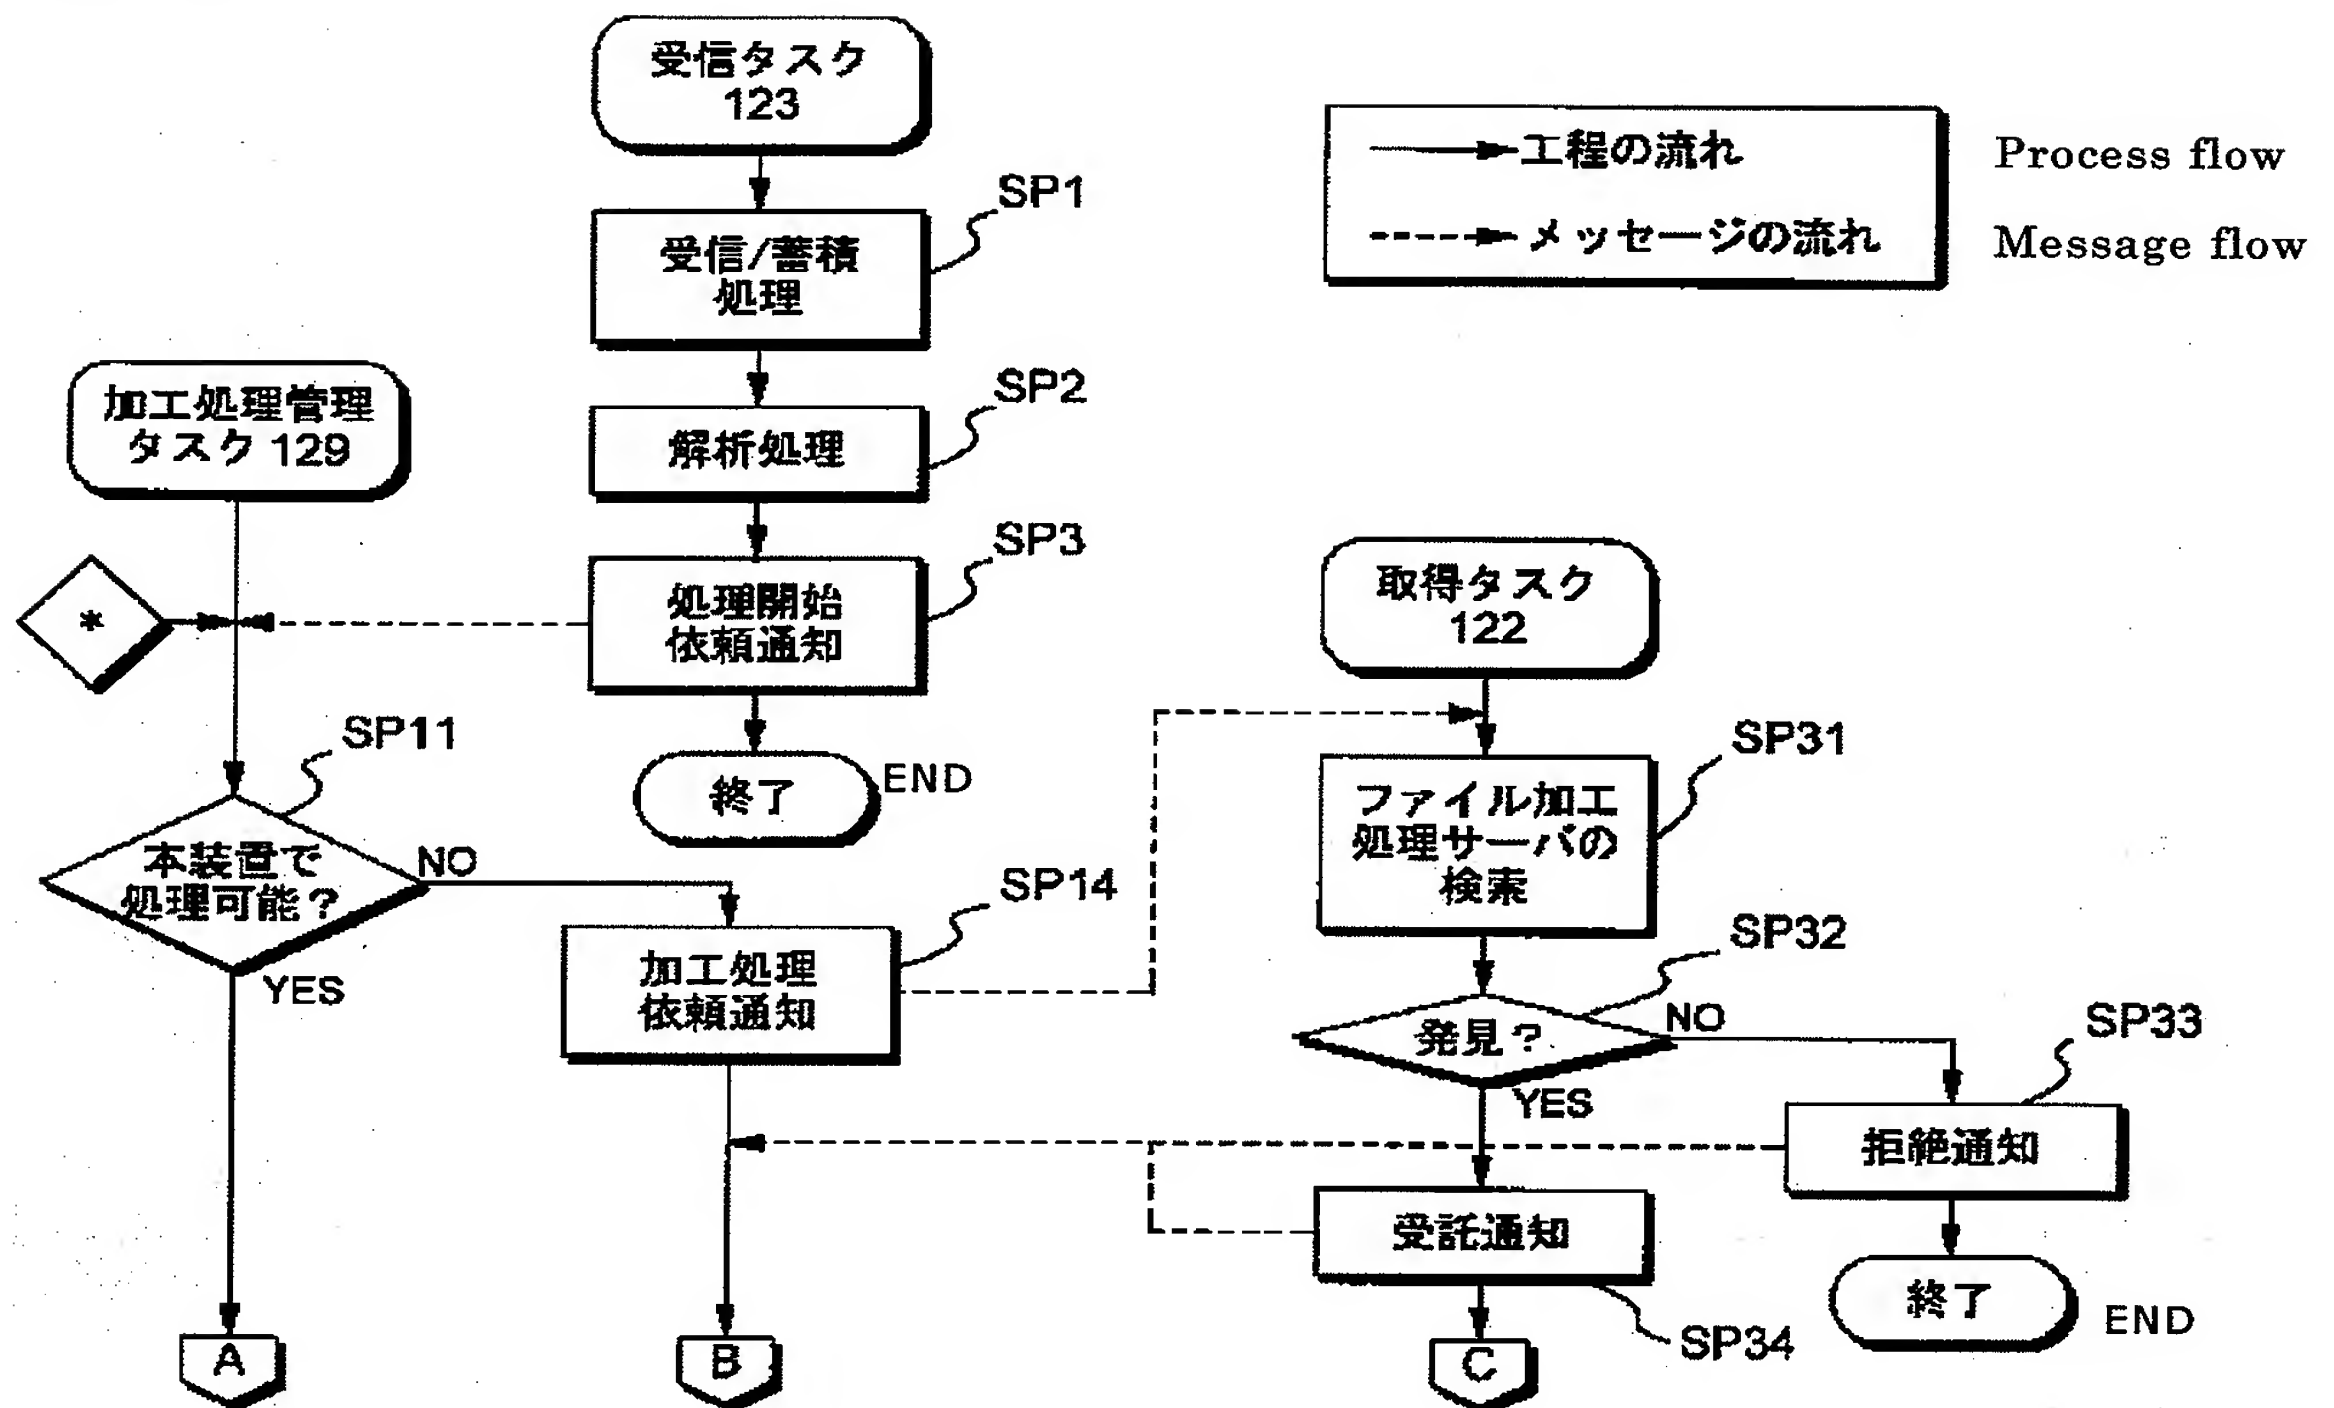 受信タスク
123
工程の流れ
Process flow
メッセージの流れ
Message flow
SP1
受信/蓄積
処理
加工処理管理
タスク 129
SP2
解析処理
SP3
処理開始
依頼通知
*
取得タスク
122
SP11
終了
END
SP31
ファイル加工
処理サーバの
検索
本装置で
処理可能？
NO
YES
SP14
加工処理
依頼通知
SP32
発見？
NO
YES
SP33
拒絶通知
受託通知
SP34
終了
END
A
B
C